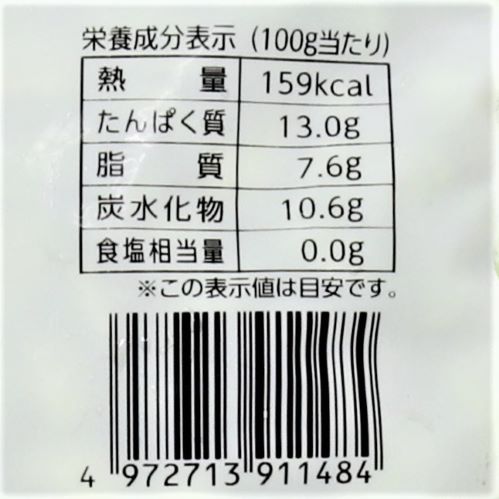 栄養成分表示 (100g当たり)
熱量 159kcal
たんぱく質 13.0g
脂質 7.6g
炭水化物 10.6g
食塩相当量 0.0g
※この表示値は目安です。
4 972713 911484